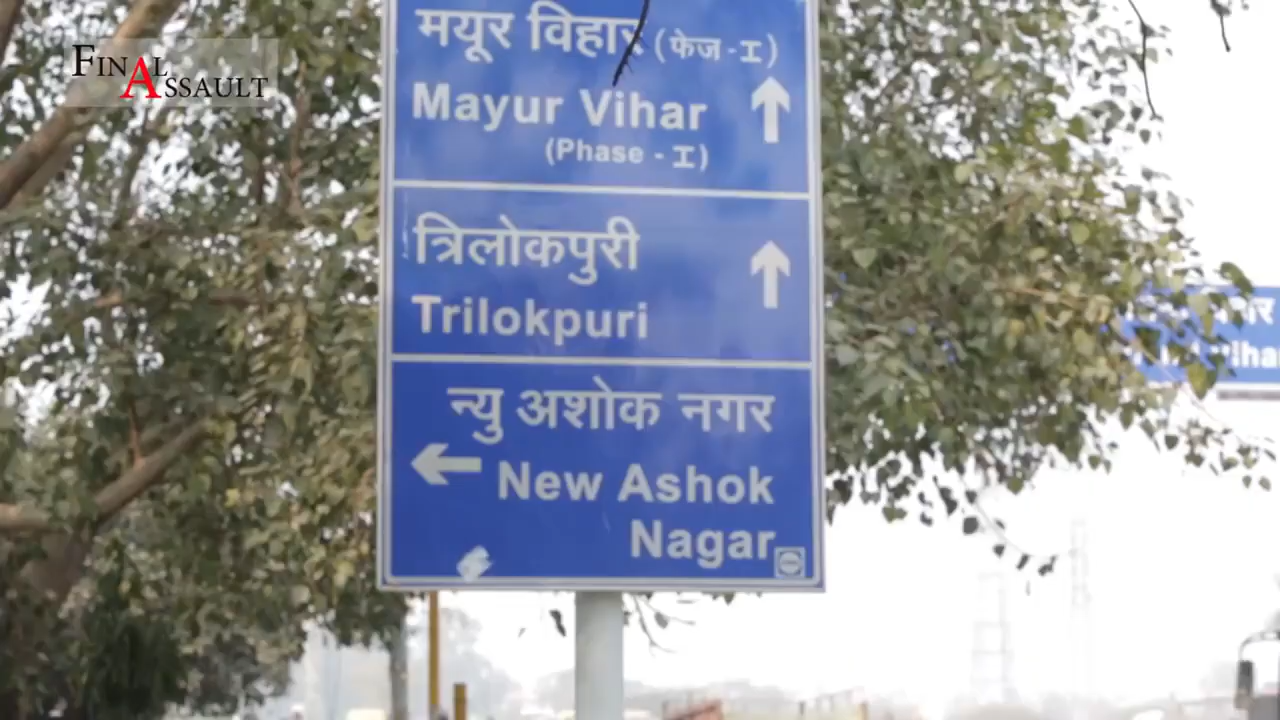 FINAL
ASSAULT
मयूर विहार (फेज - I)
Mayur Vihar
(Phase - I)
त्रिलोकपुरी
Trilokpuri
न्यु अशोक नगर
New Ashok
Nagar